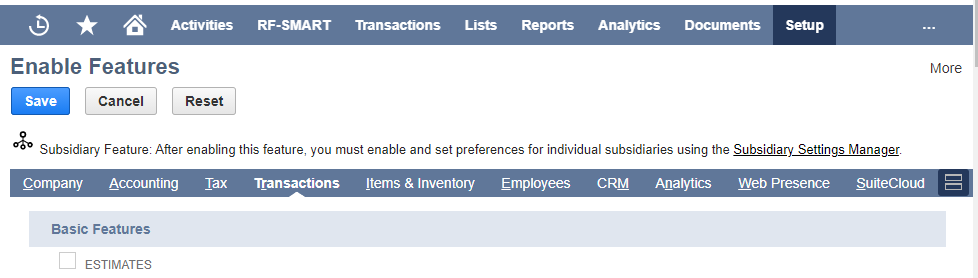 Activities RF-SMART Transactions Lists Reports Analytics Documents Setup ...
Enable Features
More
Save Cancel Reset
Subsidiary Feature: After enabling this feature, you must enable and set preferences for individual subsidiaries using the Subsidiary Settings Manager.
Company Accounting Tax Transactions Items & Inventory Employees CRM Analytics Web Presence SuiteCloud
Basic Features
ESTIMATES